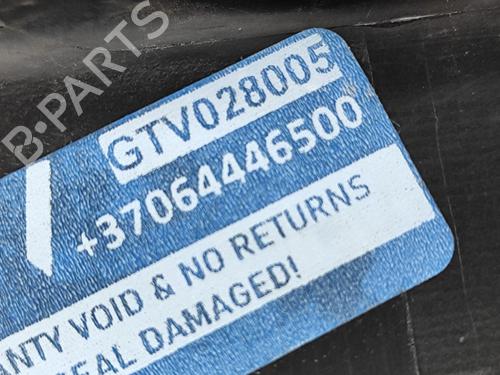 B-PARTS
GTV028005
+37064446500
ANTY VOID & NO RETURNS
EAL DAMAGED!